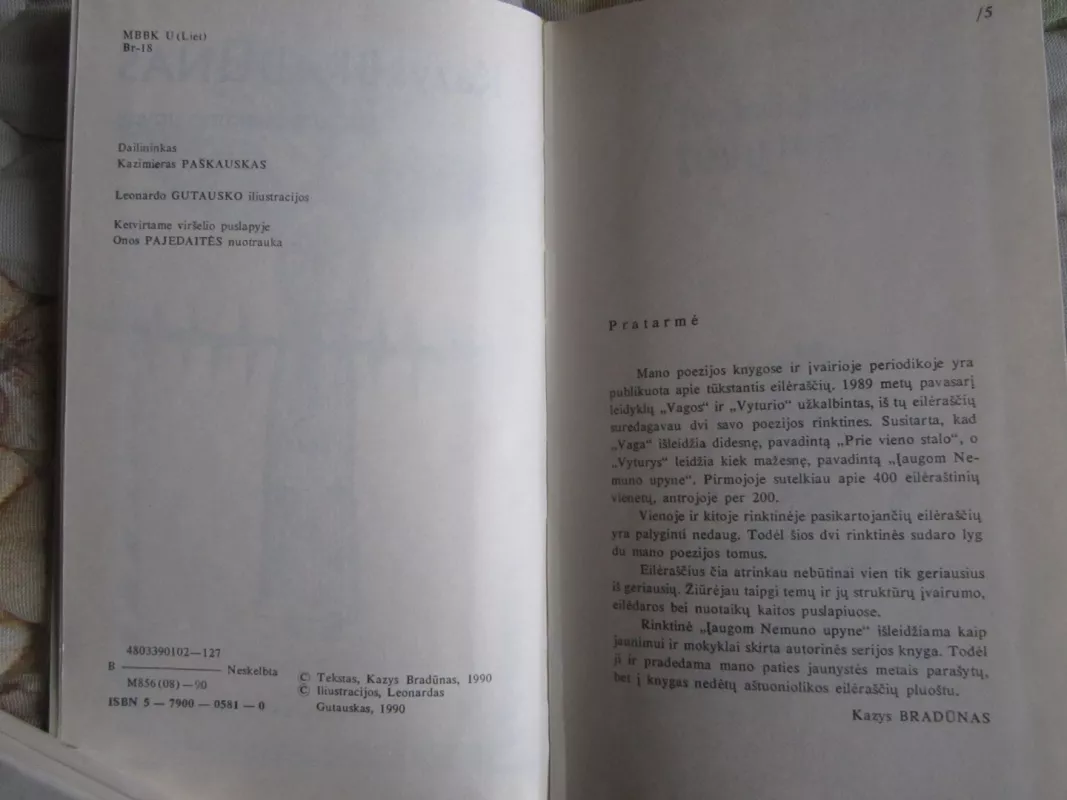 MBBK U(Liet)
Br-18
Dailininkas
Kazimieras PAŠKAUSKAS
Leonardo GUTAUSKO iliustracijos
Ketvirtame viršelio puslapyje
Onos PAJEDAITĖS nuotrauka
4803390102—127
B ———— Neskelbta
M856(08)—90
ISBN 5 — 7900 — 0581 — 0
© Tekstas, Kazys Bradūnas, 1990
© Iliustracijos, Leonardas
Gutauskas, 1990
/5
Pratarmė
Mano poezijos knygose ir įvairioje periodikoje yra
publikuota apie tūkstantis eilėraščių. 1989 metų pavasarį
leidyklų „Vagos“ ir „Vyturio“ užkalbintas, iš tų eilėraščių
suredagavau dvi savo poezijos rinktines. Susitarta, kad
„Vaga“ išleidžia didesnę, pavadintą „Prie vieno stalo“, o
„Vyturys“ leidžia kiek mažesnę, pavadintą „Įaugom Ne-
muno upyne“. Pirmojoje sutelkiau apie 400 eilėraštinių
vienetų, antrojoje per 200.
Vienoje ir kitoje rinktinėje pasikartojančių eilėraščių
yra palyginti nedaug. Todėl šios dvi rinktinės sudaro lyg
du mano poezijos tomus.
Eilėraščius čia atrinkau nebūtinai vien tik geriausius
iš geriausių. Žiūrėjau taipgi temų ir jų struktūrų įvairumo,
eilėdaros bei nuotaikų kaitos puslapiuose.
Rinktinė „Įaugom Nemuno upyne“ išleidžiama kaip
jaunimui ir mokyklai skirta autorinės serijos knyga. Todėl
ji ir pradedama mano paties jaunystės metais parašytų,
bet į knygas nedėtų aštuoniolikos eilėraščių pluoštu.
Kazys BRADŪNAS